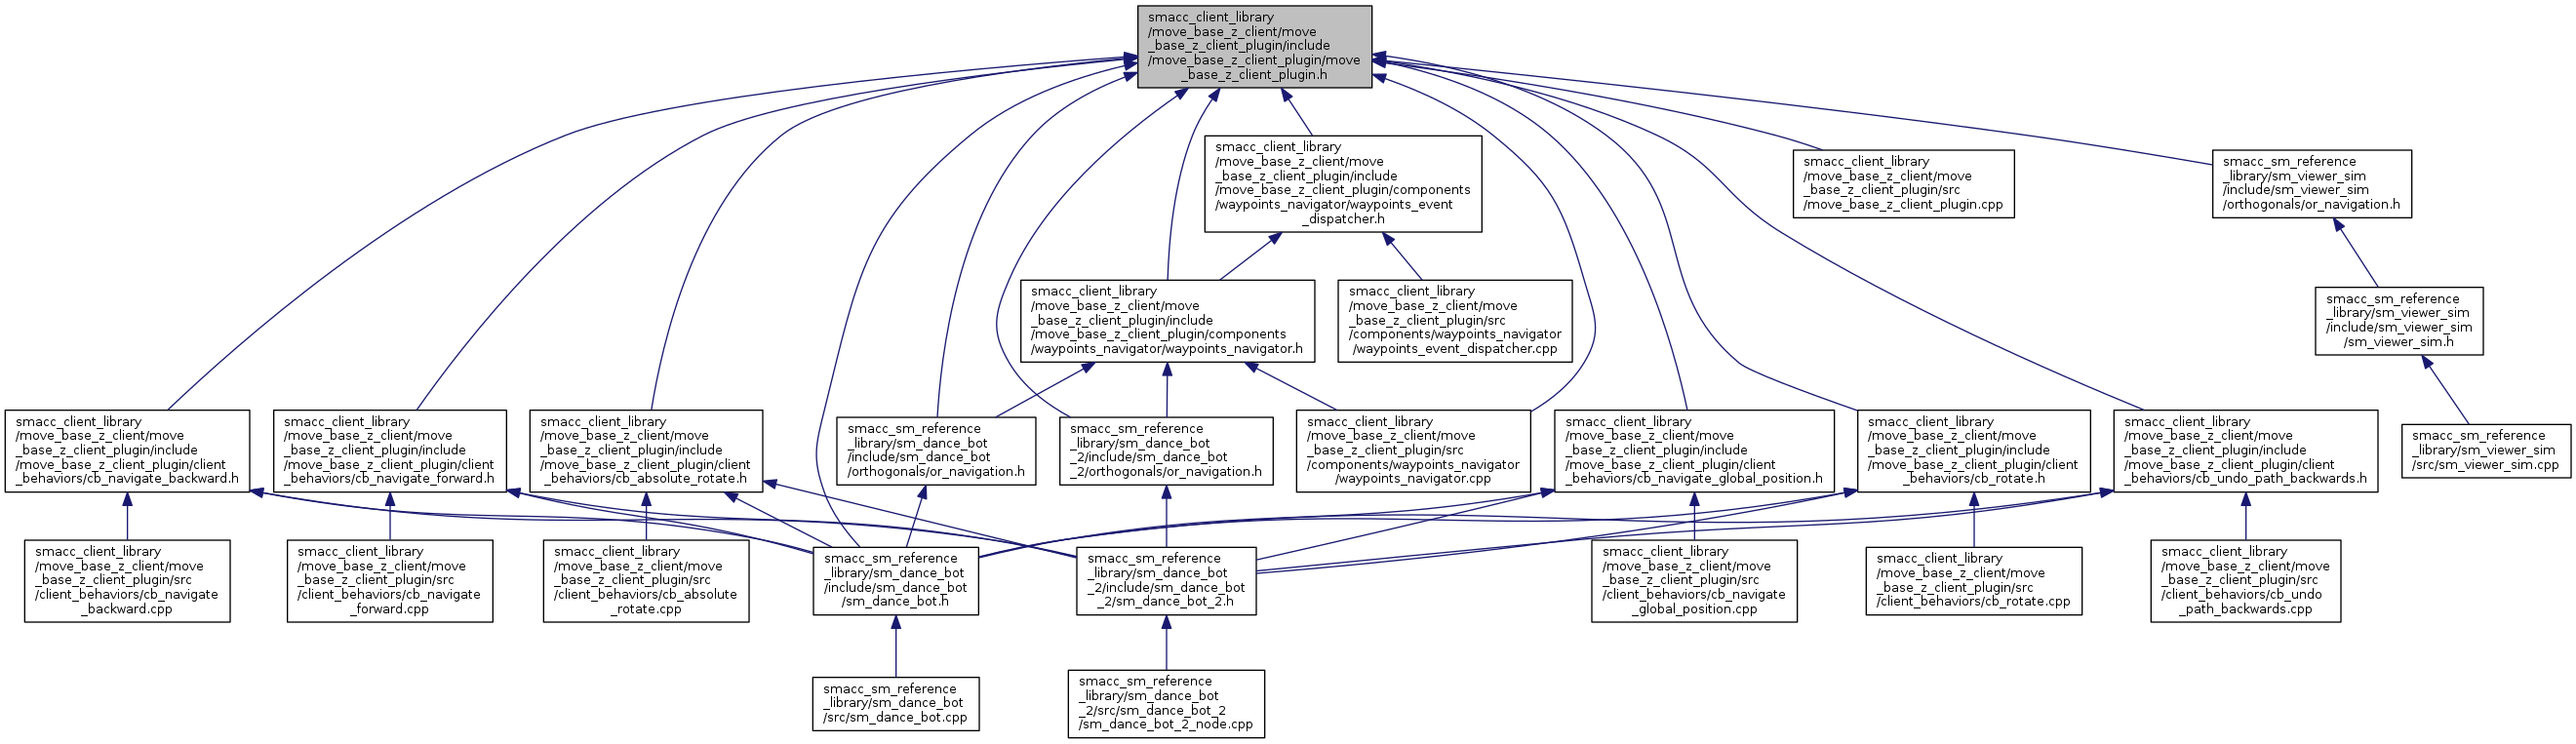 smacc_client_library
/move_base_z_client/move
_base_z_client_plugin/include
/move_base_z_client_plugin/move
_base_z_client_plugin.h
smacc_client_library
/move_base_z_client/move
_base_z_client_plugin/include
/move_base_z_client_plugin/components
/waypoints_navigator/waypoints_event
_dispatcher.h
smacc_client_library
/move_base_z_client/move
_base_z_client_plugin/src
/move_base_z_client_plugin.cpp
smacc_sm_reference
_library/sm_viewer_sim
/include/sm_viewer_sim
/orthogonals/or_navigation.h
smacc_client_library
/move_base_z_client/move
_base_z_client_plugin/include
/move_base_z_client_plugin/components
/waypoints_navigator/waypoints_navigator.h
smacc_client_library
/move_base_z_client/move
_base_z_client_plugin/src
/components/waypoints_navigator
/waypoints_event_dispatcher.cpp
smacc_sm_reference
_library/sm_viewer_sim
/include/sm_viewer_sim
/sm_viewer_sim.h
smacc_client_library
/move_base_z_client/move
_base_z_client_plugin/include
/move_base_z_client_plugin/client
_behaviors/cb_navigate_backward.h
smacc_client_library
/move_base_z_client/move
_base_z_client_plugin/include
/move_base_z_client_plugin/client
_behaviors/cb_navigate_forward.h
smacc_client_library
/move_base_z_client/move
_base_z_client_plugin/include
/move_base_z_client_plugin/client
_behaviors/cb_absolute_rotate.h
smacc_sm_reference
_library/sm_dance_bot
/include/sm_dance_bot
/orthogonals/or_navigation.h
smacc_sm_reference
_library/sm_dance_bot
_2/include/sm_dance_bot
_2/orthogonals/or_navigation.h
smacc_client_library
/move_base_z_client/move
_base_z_client_plugin/src
/components/waypoints_navigator
/waypoints_navigator.cpp
smacc_client_library
/move_base_z_client/move
_base_z_client_plugin/include
/move_base_z_client_plugin/client
_behaviors/cb_navigate_global_position.h
smacc_client_library
/move_base_z_client/move
_base_z_client_plugin/include
/move_base_z_client_plugin/client
_behaviors/cb_rotate.h
smacc_client_library
/move_base_z_client/move
_base_z_client_plugin/include
/move_base_z_client_plugin/client
_behaviors/cb_undo_path_backwards.h
smacc_sm_reference
_library/sm_viewer_sim
/src/sm_viewer_sim.cpp
smacc_client_library
/move_base_z_client/move
_base_z_client_plugin/src
/client_behaviors/cb_navigate
_backward.cpp
smacc_client_library
/move_base_z_client/move
_base_z_client_plugin/src
/client_behaviors/cb_navigate
_forward.cpp
smacc_client_library
/move_base_z_client/move
_base_z_client_plugin/src
/client_behaviors/cb_absolute
_rotate.cpp
smacc_sm_reference
_library/sm_dance_bot
/include/sm_dance_bot
/sm_dance_bot.h
smacc_sm_reference
_library/sm_dance_bot
_2/include/sm_dance_bot
_2/sm_dance_bot_2.h
smacc_client_library
/move_base_z_client/move
_base_z_client_plugin/src
/client_behaviors/cb_navigate
_global_position.cpp
smacc_client_library
/move_base_z_client/move
_base_z_client_plugin/src
/client_behaviors/cb_rotate.cpp
smacc_client_library
/move_base_z_client/move
_base_z_client_plugin/src
/client_behaviors/cb_undo
_path_backwards.cpp
smacc_sm_reference
_library/sm_dance_bot
/src/sm_dance_bot.cpp
smacc_sm_reference
_library/sm_dance_bot
_2/src/sm_dance_bot_2
/sm_dance_bot_2_node.cpp